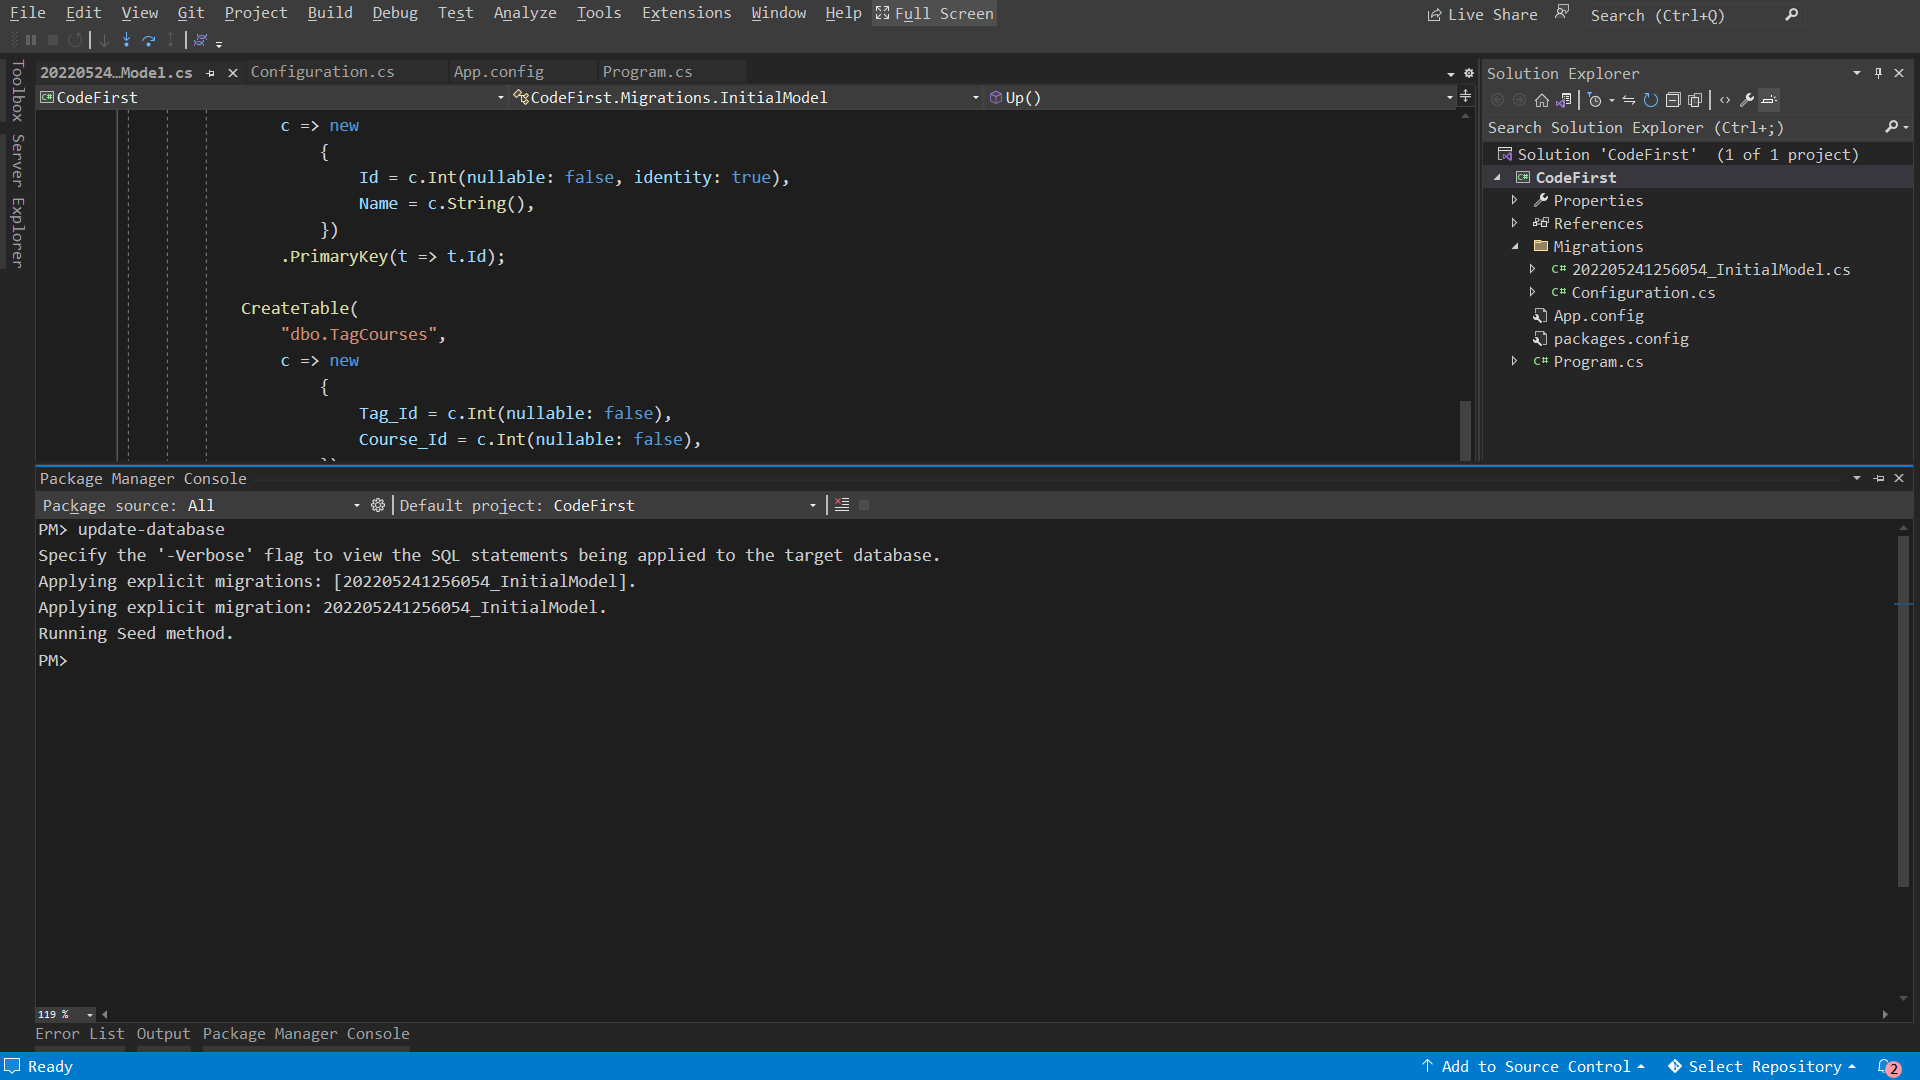 File Edit View Git Project Build Debug Test Analyze Tools Extensions Window Help Full Screen
Live Share Search (Ctrl+Q)
Toolbox
Server Explorer
20220524…Model.cs Configuration.cs App.config Program.cs
CodeFirst CodeFirst.Migrations.InitialModel Up()
c => new
{
Id = c.Int(nullable: false, identity: true),
Name = c.String(),
})
.PrimaryKey(t => t.Id);
CreateTable(
"dbo.TagCourses",
c => new
{
Tag_Id = c.Int(nullable: false),
Course_Id = c.Int(nullable: false),
})
Solution Explorer
Search Solution Explorer (Ctrl+;)
Solution 'CodeFirst' (1 of 1 project)
C# CodeFirst
Properties
References
Migrations
C# 202205241256054_InitialModel.cs
C# Configuration.cs
App.config
packages.config
C# Program.cs
Package Manager Console
Package source: All Default project: CodeFirst
PM> update-database
Specify the '-Verbose' flag to view the SQL statements being applied to the target database.
Applying explicit migrations: [202205241256054_InitialModel].
Applying explicit migration: 202205241256054_InitialModel.
Running Seed method.
PM>
119 %
Error List Output Package Manager Console
Ready
Add to Source Control Select Repository 2